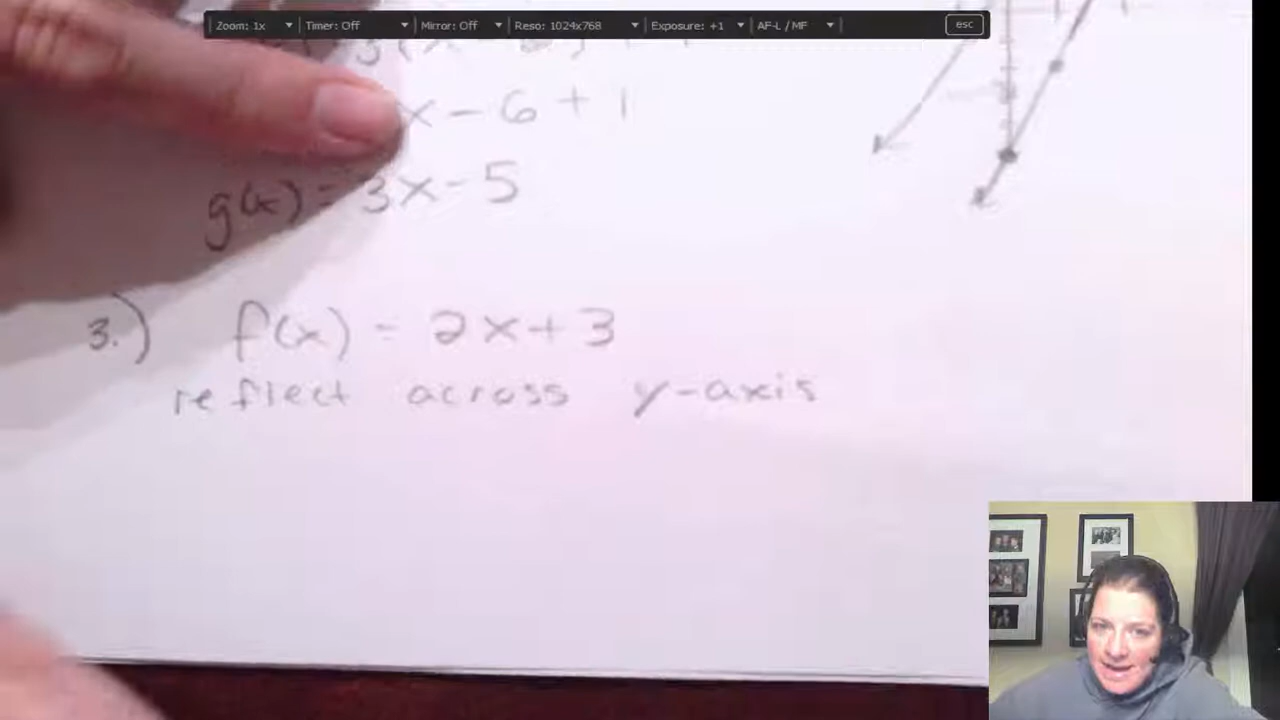 Zoom: 1x Timer: Off Mirror: Off Reso: 1024x768 Exposure: +1 AF-L / MF esc
x - 6 + 1
g(x) = 3x - 5
3.) f(x) = 2x + 3
reflect across y-axis